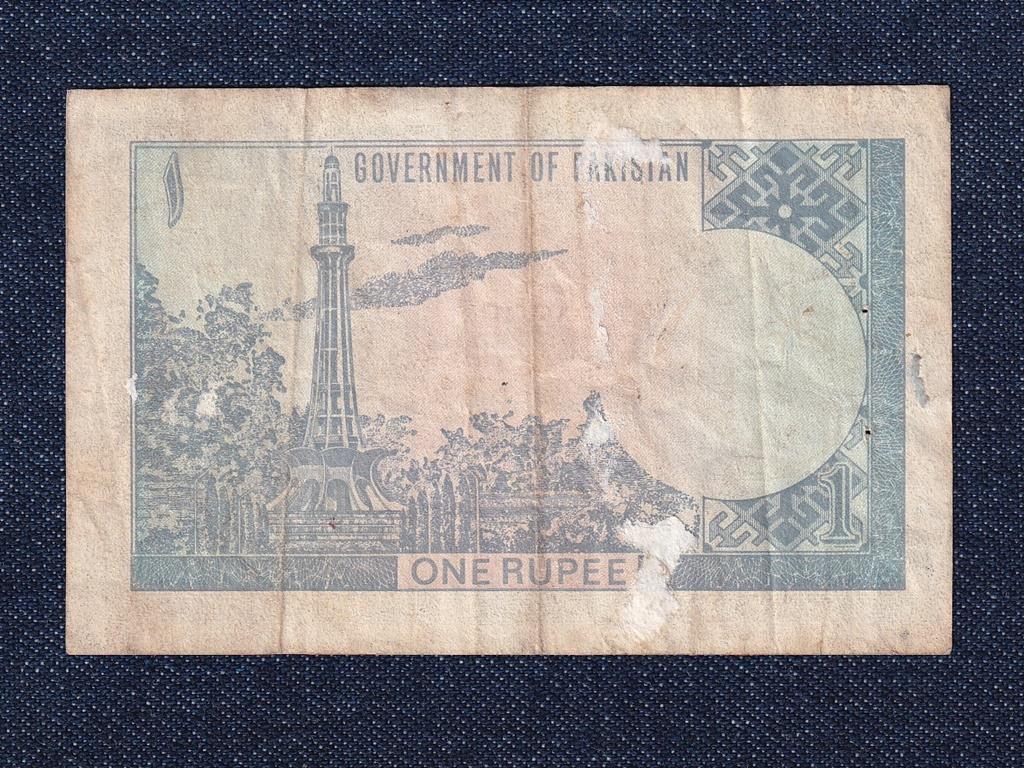 ۱
GOVERNMENT OF PAKISTAN
1
ONE RUPEE